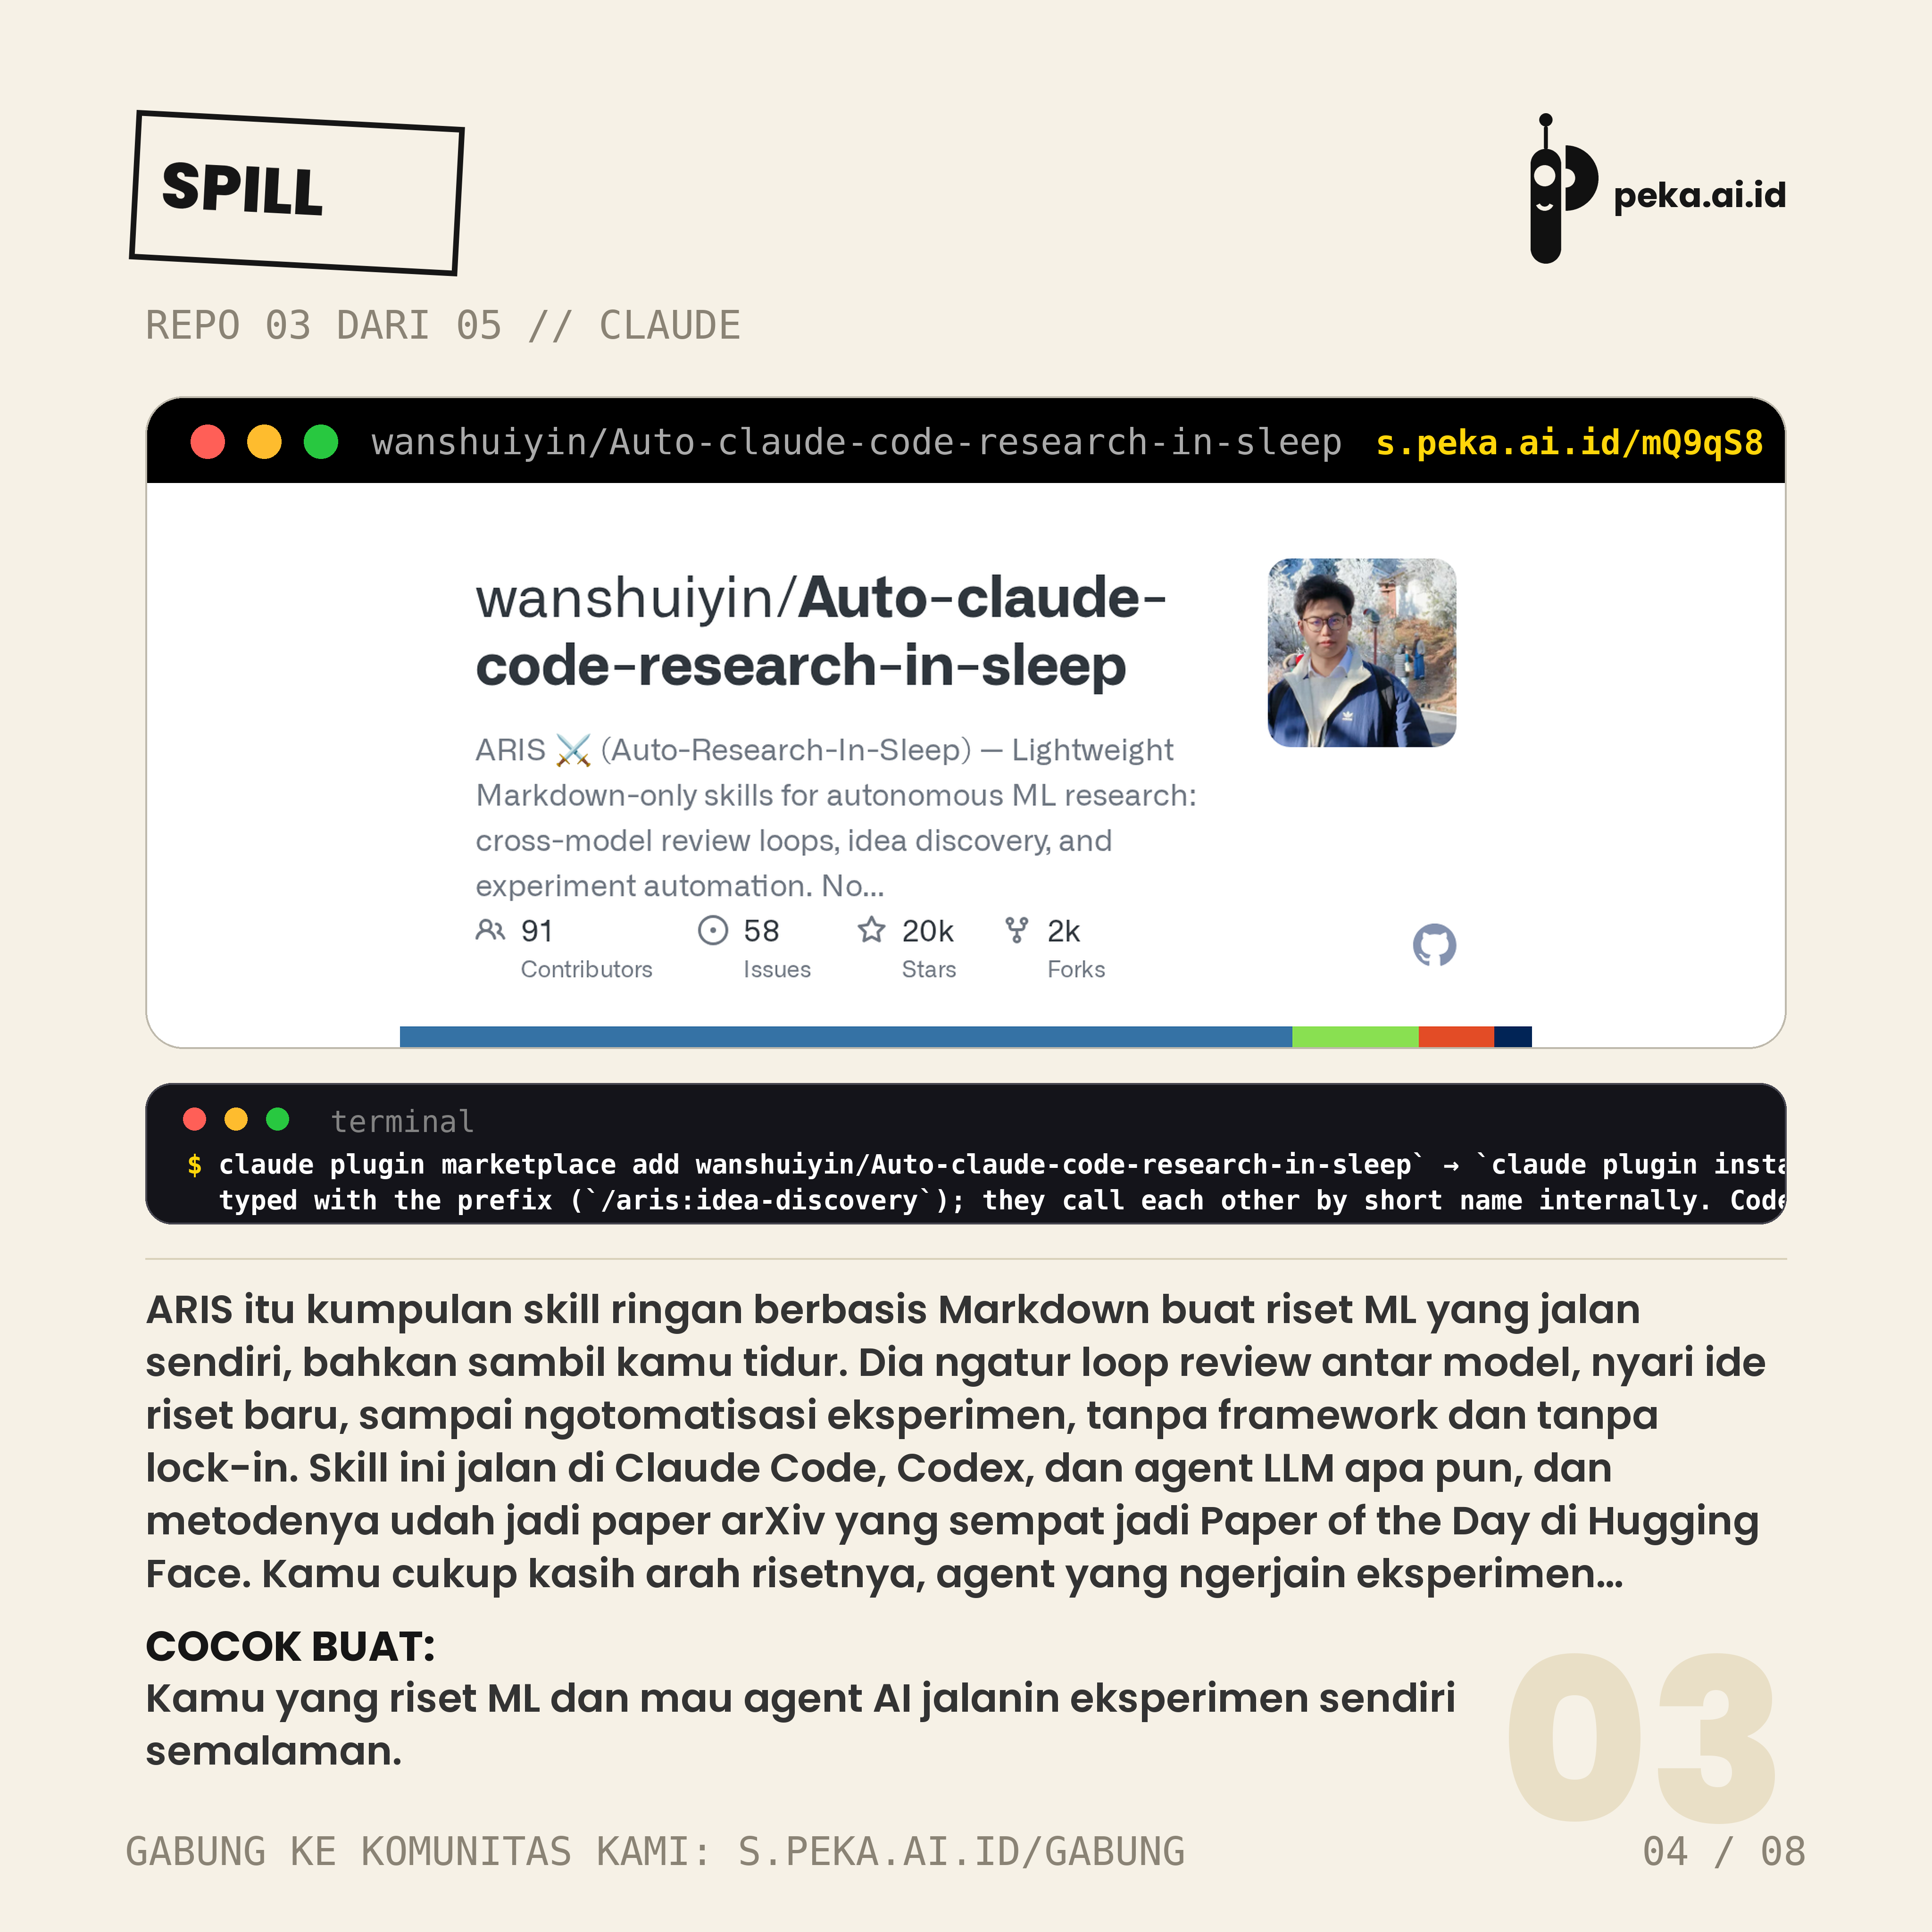 SPILL
peka.ai.id
REPO 03 DARI 05 // CLAUDE
wanshuiyin/Auto-claude-code-research-in-sleep s.peka.ai.id/mQ9qS8
wanshuiyin/Auto-claude-
code-research-in-sleep
ARIS ⚔️ (Auto-Research-In-Sleep) — Lightweight
Markdown-only skills for autonomous ML research:
cross-model review loops, idea discovery, and
experiment automation. No...
91 58 20k 2k
Contributors Issues Stars Forks
terminal
$ claude plugin marketplace add wanshuiyin/Auto-claude-code-research-in-sleep` → `claude plugin insta
typed with the prefix (`/aris:idea-discovery`); they call each other by short name internally. Code
ARIS itu kumpulan skill ringan berbasis Markdown buat riset ML yang jalan
sendiri, bahkan sambil kamu tidur. Dia ngatur loop review antar model, nyari ide
riset baru, sampai ngotomatisasi eksperimen, tanpa framework dan tanpa
lock-in. Skill ini jalan di Claude Code, Codex, dan agent LLM apa pun, dan
metodenya udah jadi paper arXiv yang sempat jadi Paper of the Day di Hugging
Face. Kamu cukup kasih arah risetnya, agent yang ngerjain eksperimen...
COCOK BUAT:
Kamu yang riset ML dan mau agent AI jalanin eksperimen sendiri
semalaman.
03
GABUNG KE KOMUNITAS KAMI: S.PEKA.AI.ID/GABUNG
04 / 08